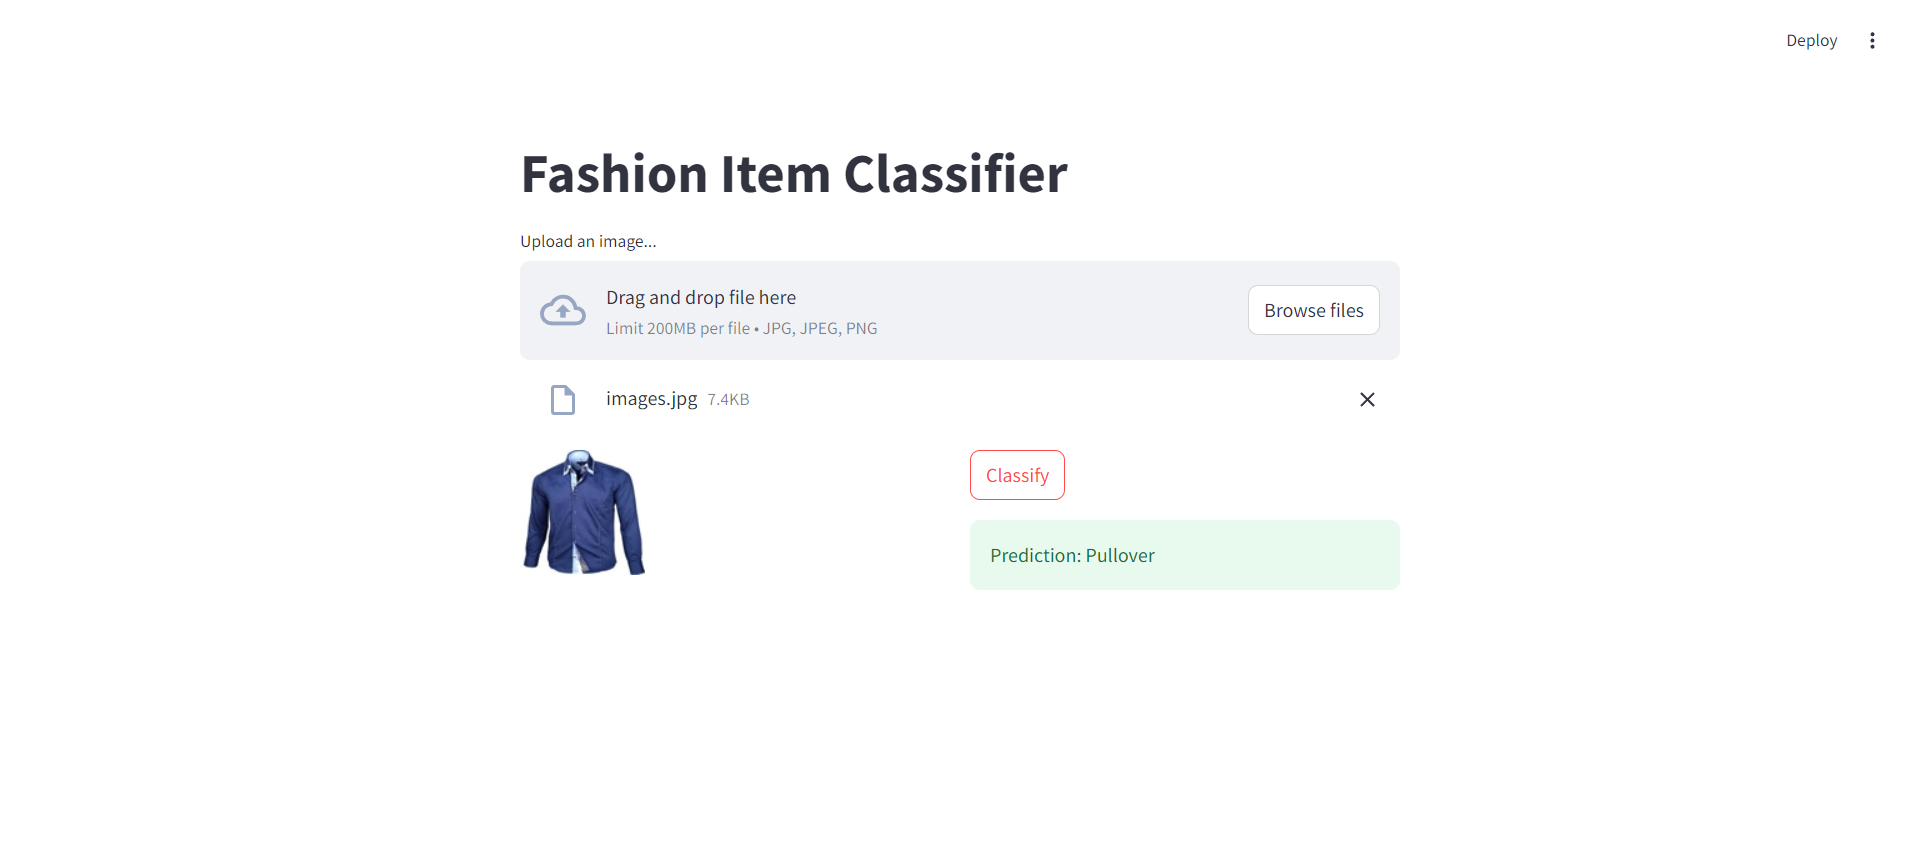 Deploy
Fashion Item Classifier
Upload an image...
Drag and drop file here
Limit 200MB per file • JPG, JPEG, PNG
Browse files
images.jpg 7.4KB
Classify
Prediction: Pullover